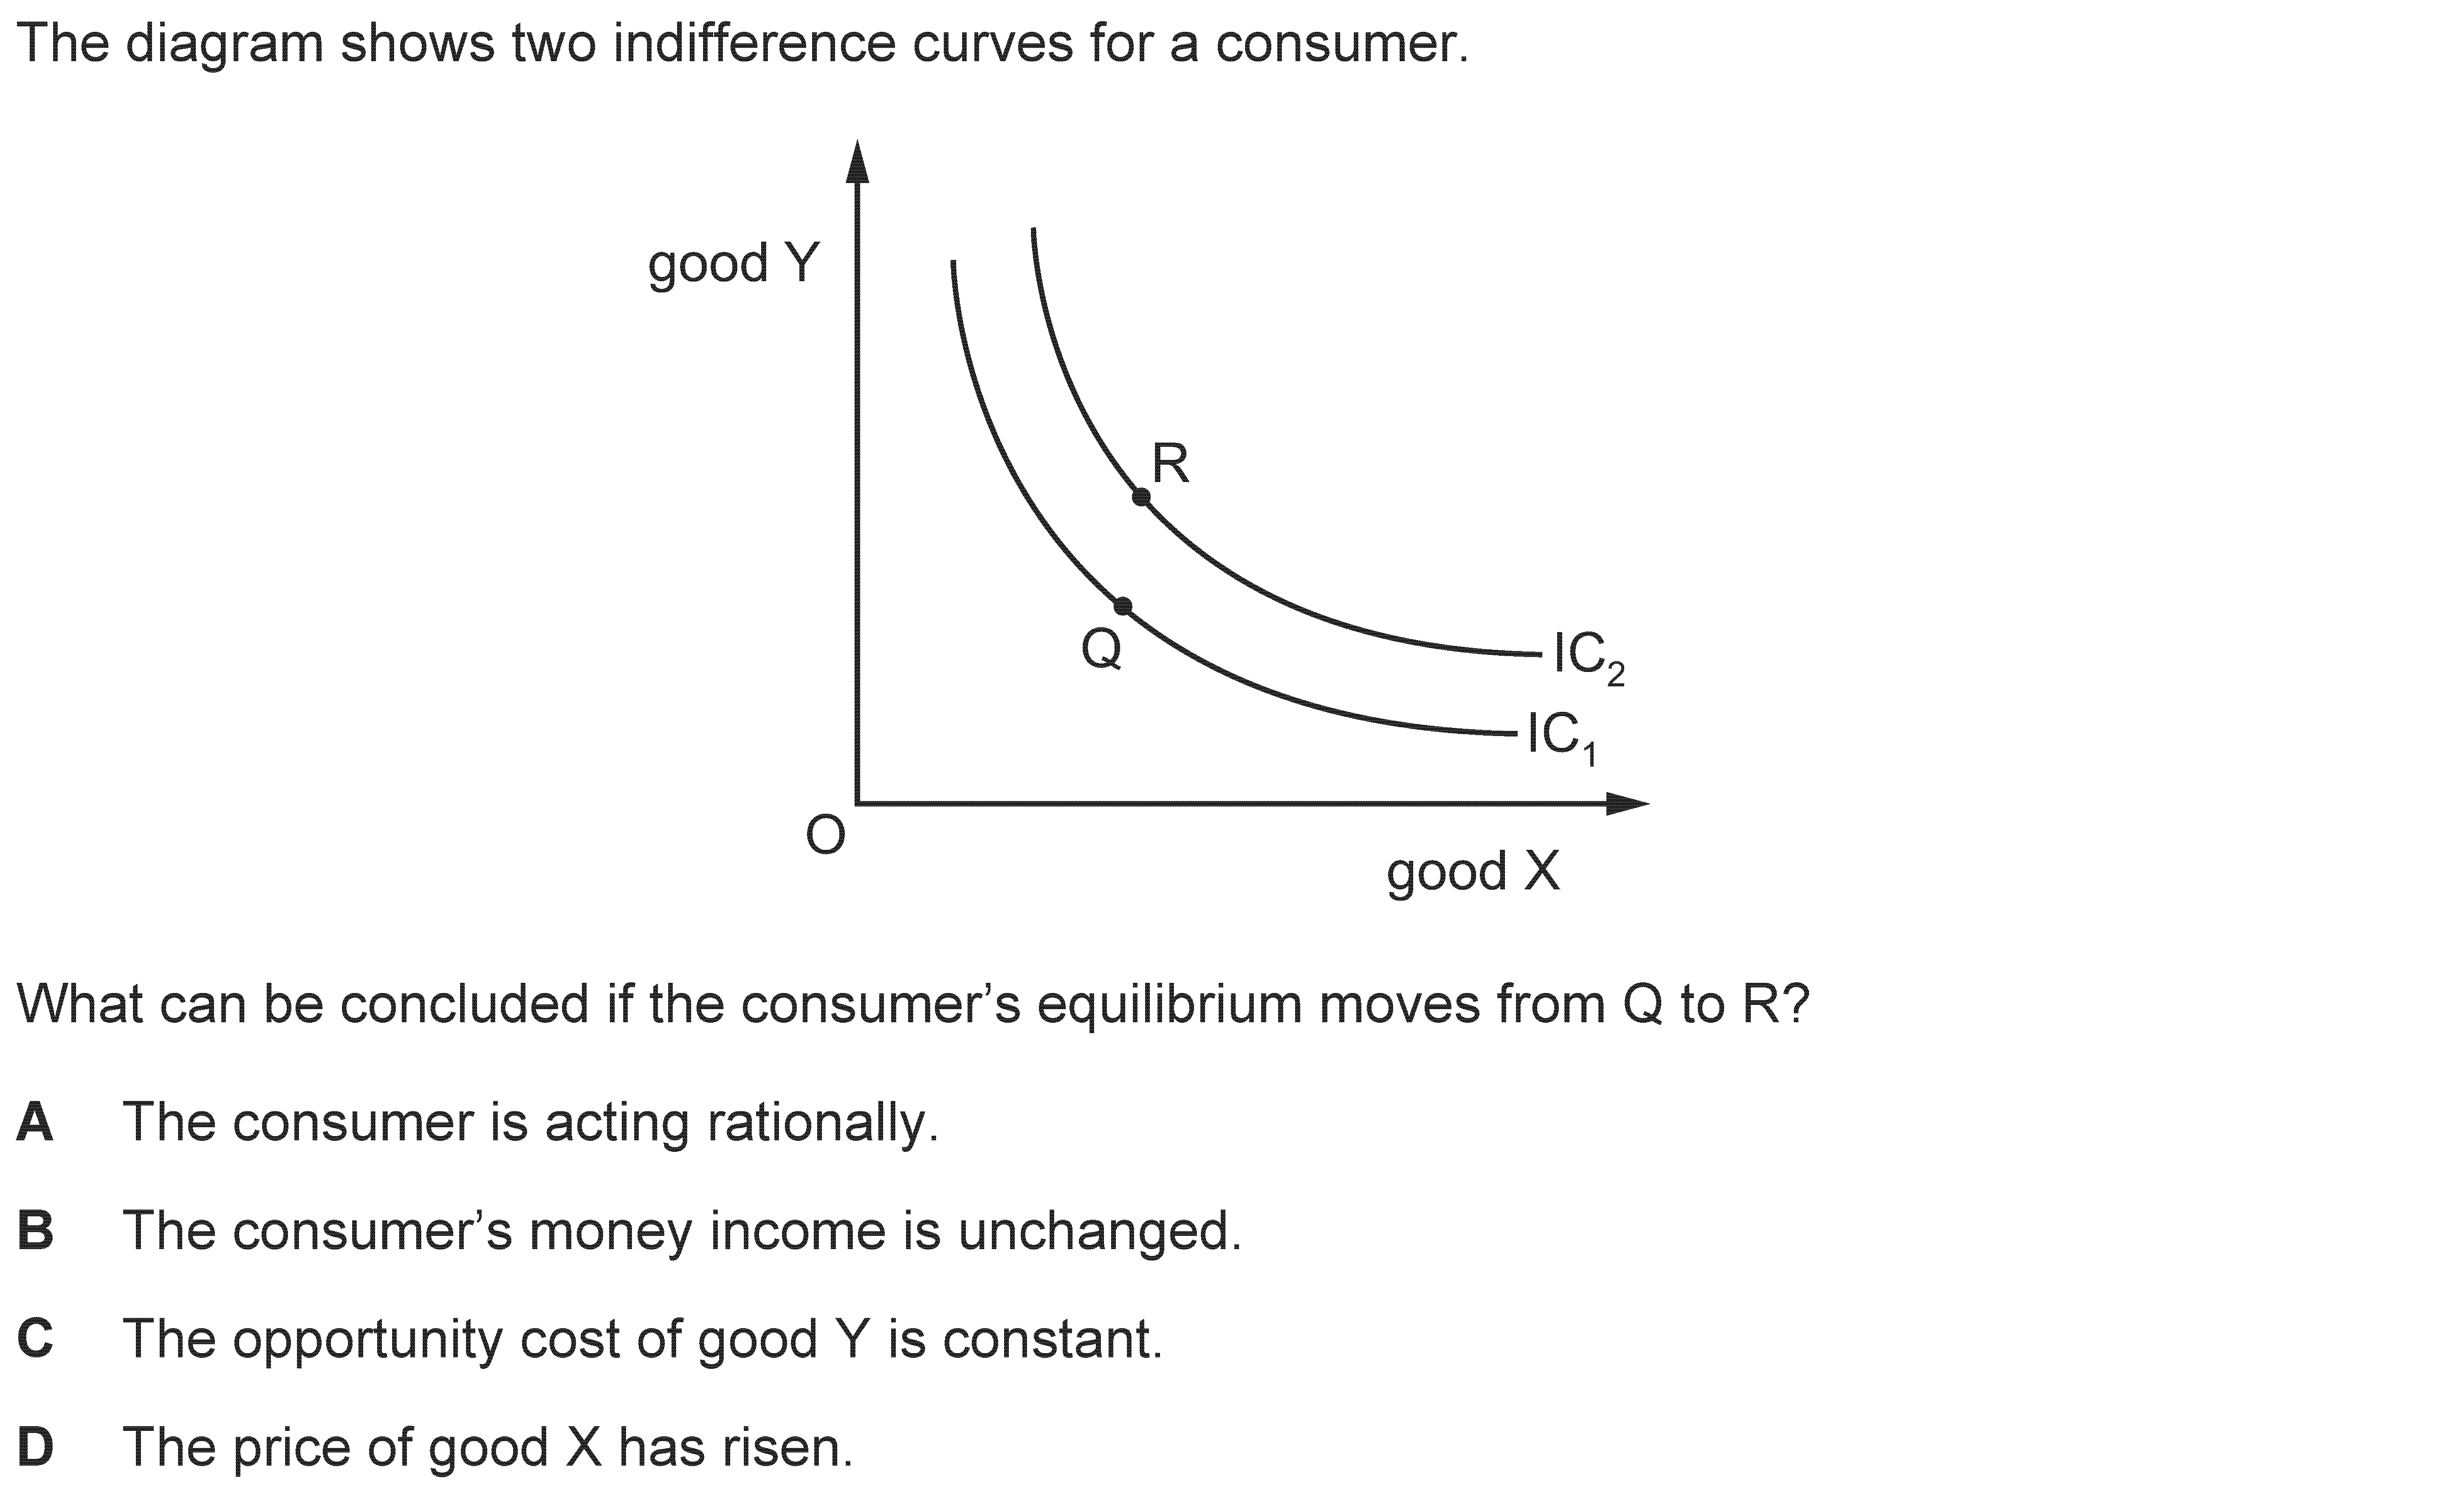 The diagram shows two indifference curves for a consumer.
good Y
R
Q
IC₂
IC₁
O
good X
What can be concluded if the consumer’s equilibrium moves from Q to R?
A The consumer is acting rationally.
B The consumer’s money income is unchanged.
C The opportunity cost of good Y is constant.
D The price of good X has risen.